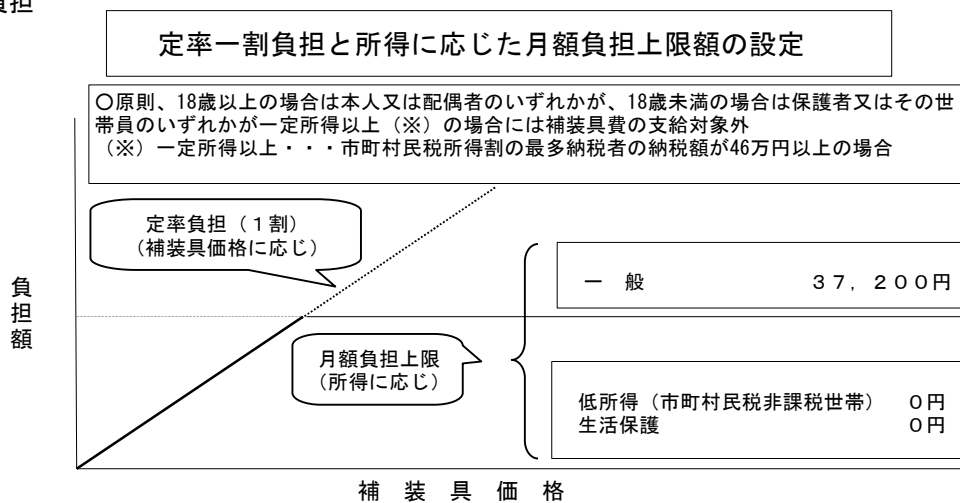 負担
定率一割負担と所得に応じた月額負担上限額の設定
○原則、18歳以上の場合は本人又は配偶者のいずれかが、18歳未満の場合は保護者又はその世
帯員のいずれかが一定所得以上（※）の場合には補装具費の支給対象外
（※）一定所得以上・・・市町村民税所得割の最多納税者の納税額が46万円以上の場合
定率負担（１割）
（補装具価格に応じ）
一　般　３７，２００円
負担額
月額負担上限
（所得に応じ）
低所得（市町村民税非課税世帯）　０円
生活保護　０円
補　装　具　価　格